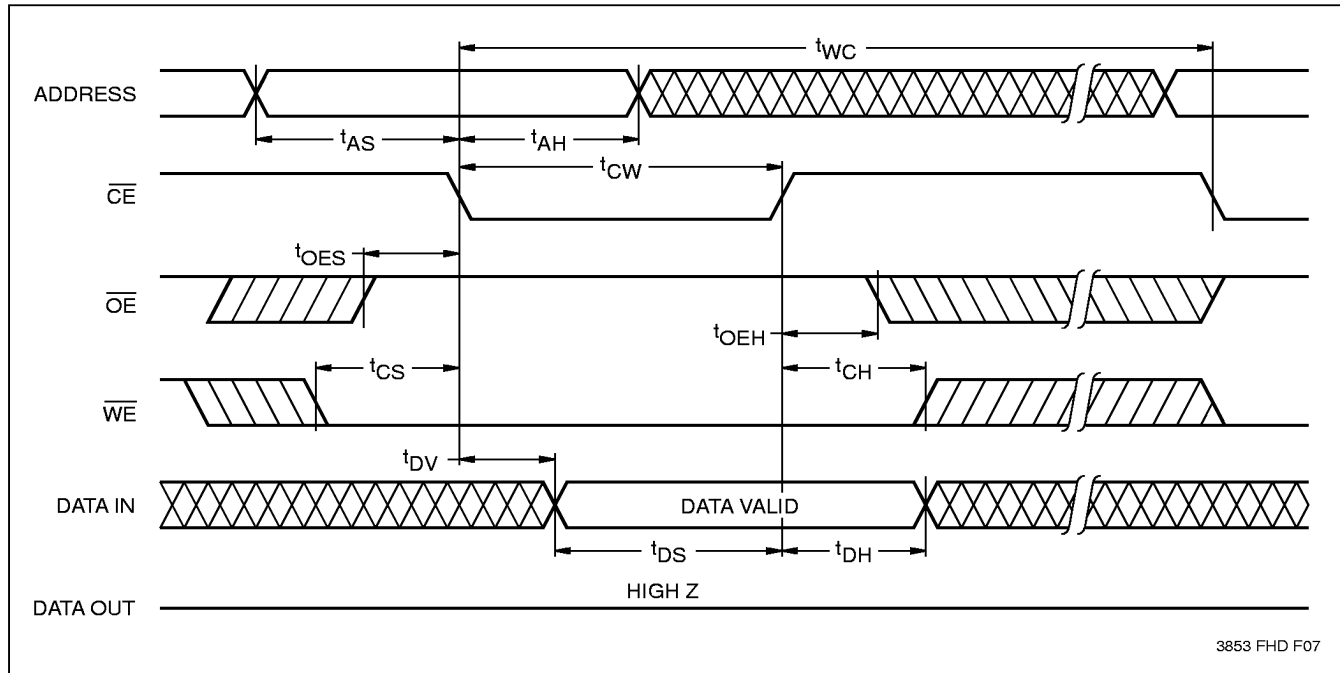 tWC
ADDRESS
tAS
tAH
tCW
CE
tOES
OE
tOEH
tCS
tCH
WE
tDV
DATA IN
DATA VALID
tDS
tDH
HIGH Z
DATA OUT
3853 FHD F07